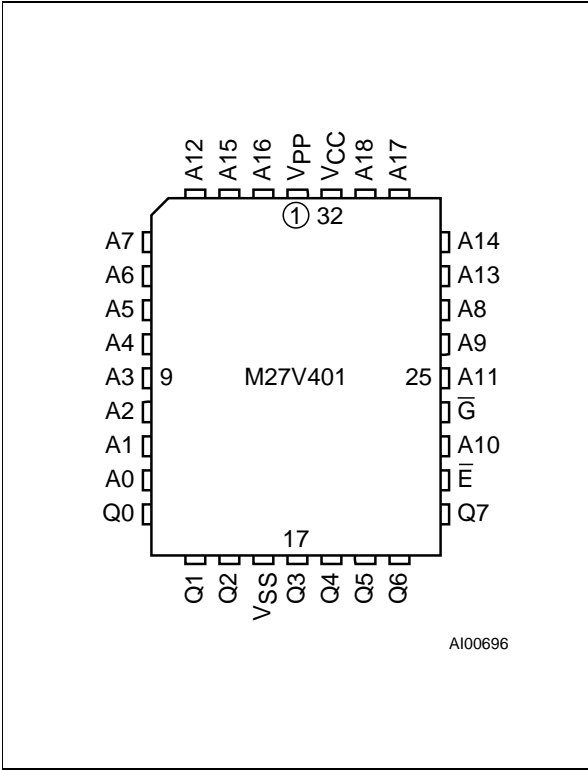 A12 A15 A16 VPP VCC A18 A17
1 32
A7 A14
A6 A13
A5 A8
A4 A9
A3 9 M27V401 25 A11
A2 G̅
A1 A10
A0 E̅
Q0 Q7
17
Q1 Q2 VSS Q3 Q4 Q5 Q6
AI00696